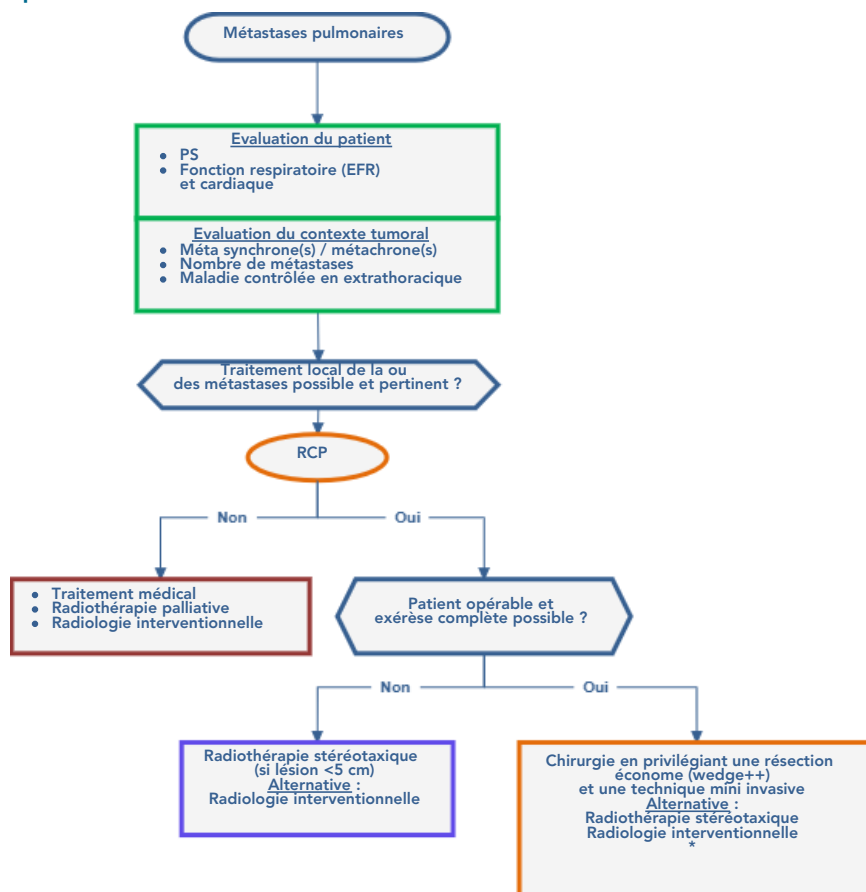 Métastases pulmonaires
Evaluation du patient
• PS
• Fonction respiratoire (EFR)
et cardiaque
Evaluation du contexte tumoral
• Méta synchrone(s) / métachrone(s)
• Nombre de métastases
• Maladie contrôlée en extrathoracique
Traitement local de la ou
des métastases possible et pertinent ?
RCP
Non
Oui
• Traitement médical
• Radiothérapie palliative
• Radiologie interventionnelle
Patient opérable et
exérèse complète possible ?
Non
Oui
Radiothérapie stéréotaxique
(si lésion <5 cm)
Alternative :
Radiologie interventionnelle
Chirurgie en privilégiant une résection
économe (wedge++)
et une technique mini invasive
Alternative :
Radiothérapie stéréotaxique
Radiologie interventionnelle
*